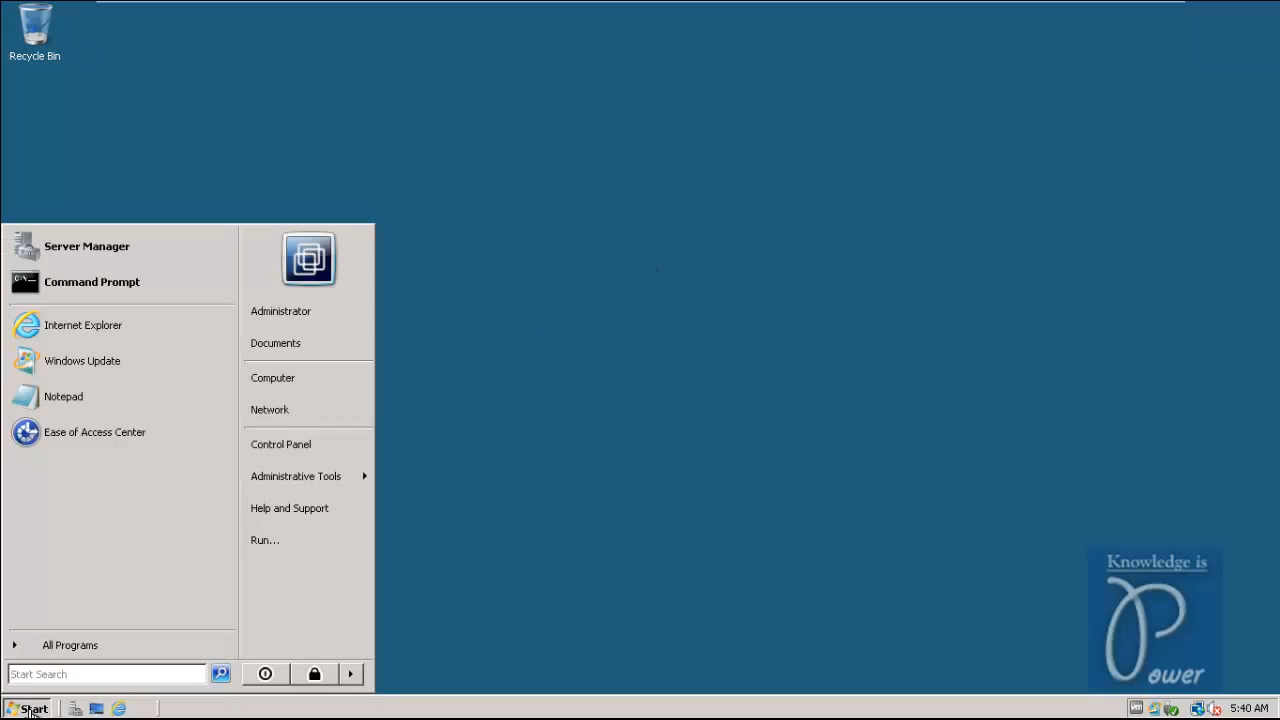 Recycle Bin
Server Manager
Command Prompt
Internet Explorer
Windows Update
Notepad
Ease of Access Center
All Programs
Start Search
Administrator
Documents
Computer
Network
Control Panel
Administrative Tools
Help and Support
Run...
Knowledge is
Power
Start
5:40 AM